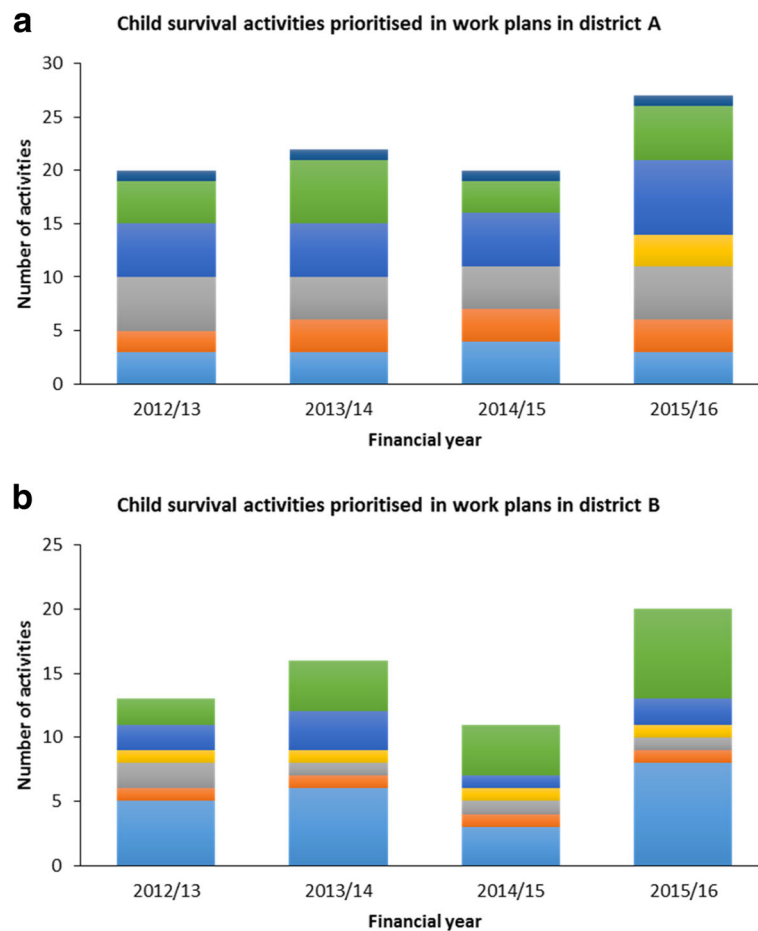 a
Child survival activities prioritised in work plans in district A
30
25
20
15
10
5
0
Number of activities
2012/13 2013/14 2014/15 2015/16
Financial year
b
Child survival activities prioritised in work plans in district B
25
20
15
10
5
0
Number of activities
2012/13 2013/14 2014/15 2015/16
Financial year